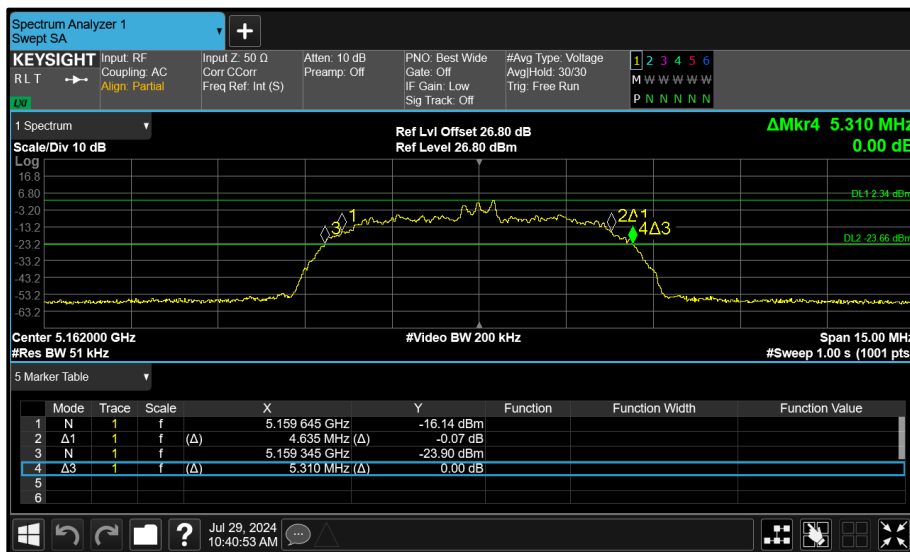 Spectrum Analyzer 1
Swept SA
+
KEYSIGHT Input: RF Input Z: 50 Ω Atten: 10 dB PNO: Best Wide #Avg Type: Voltage 1 2 3 4 5 6
R L T Coupling: AC Corr CCorr Preamp: Off Gate: Off Avg|Hold: 30/30 M W W W W W
Align: Partial Freq Ref: Int (S) IF Gain: Low Trig: Free Run
LXI Sig Track: Off P N N N N N
1 Spectrum Ref Lvl Offset 26.80 dB ΔMkr4 5.310 MHz
Scale/Div 10 dB Ref Level 26.80 dBm 0.00 dB
Log
16.8
6.80 DL1 2.34 dBm
-3.20
1 2Δ1
-13.2
3 4Δ3
-23.2 DL2 -23.66 dBm
-33.2
-43.2
-53.2
-63.2
Center 5.162000 GHz #Video BW 200 kHz Span 15.00 MHz
#Res BW 51 kHz #Sweep 1.00 s (1001 pts
5 Marker Table
Mode Trace Scale X Y Function Function Width Function Value
1 N 1 f 5.159 645 GHz -16.14 dBm
2 Δ1 1 f (Δ) 4.635 MHz (Δ) -0.07 dB
3 N 1 f 5.159 345 GHz -23.90 dBm
4 Δ3 1 f (Δ) 5.310 MHz (Δ) 0.00 dB
5
6
? Jul 29, 2024
10:40:53 AM